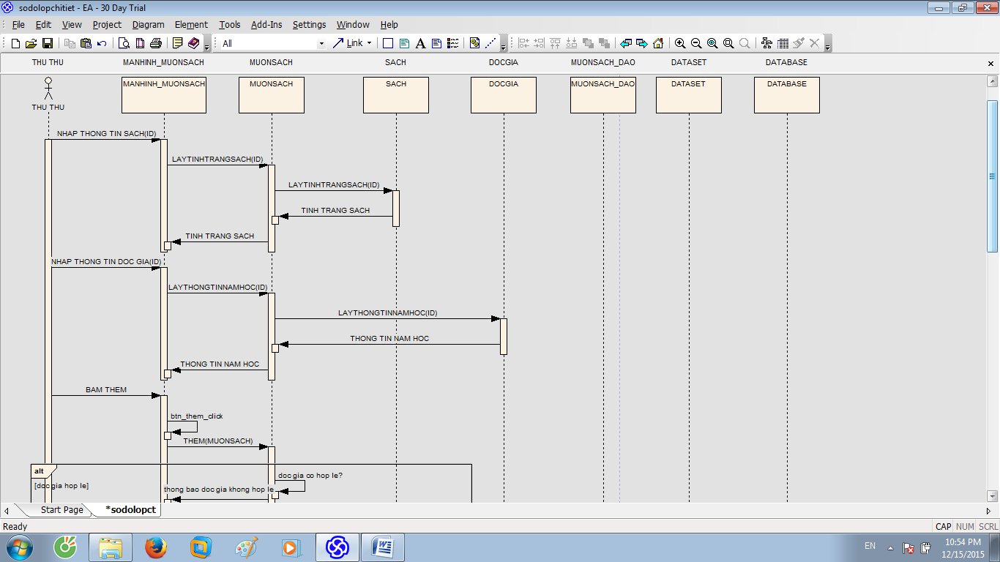 sodolopchitiet - EA - 30 Day Trial
File Edit View Project Diagram Element Tools Add-Ins Settings Window Help
All Link
THU THU MANHINH_MUONSACH MUONSACH SACH DOCGIA MUONSACH_DAO DATASET DATABASE
MANHINH_MUONSACH MUONSACH SACH DOCGIA MUONSACH_DAO DATASET DATABASE
THU THU
NHAP THONG TIN SACH(ID)
LAYTINHTRANGSACH(ID)
LAYTINHTRANGSACH(ID)
TINH TRANG SACH
TINH TRANG SACH
NHAP THONG TIN DOC GIA(ID)
LAYTHONGTINNAMHOC(ID)
LAYTHONGTINNAMHOC(ID)
THONG TIN NAM HOC
THONG TIN NAM HOC
BAM THEM
btn_them_click
THEM(MUONSACH)
alt
doc gia co hop le?
[doc gia hop le]
thong bao doc gia khong hop le
Start Page *sodolopct
Ready CAP NUM SCRL
EN 10:54 PM
12/15/2015